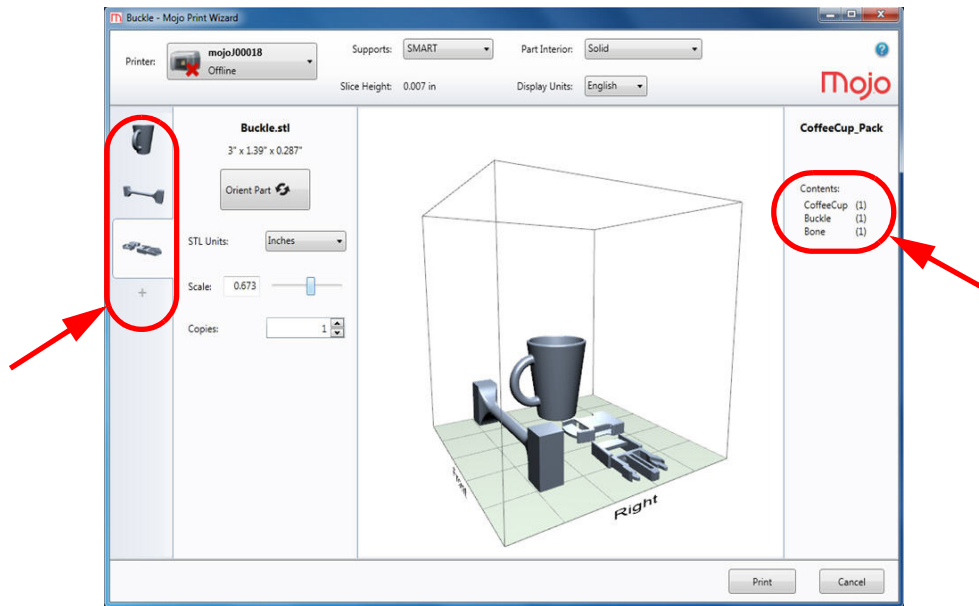 Buckle - Mojo Print Wizard
Printer:
mojoJ00018
Offline
Supports: SMART
Part Interior: Solid
Slice Height: 0.007 in
Display Units: English
?
mojo
Buckle.stl
3" x 1.39" x 0.287"
Orient Part
STL Units: Inches
Scale: 0.673
Copies: 1
+
Front
Right
CoffeeCup_Pack
Contents:
CoffeeCup (1)
Buckle (1)
Bone (1)
Print
Cancel